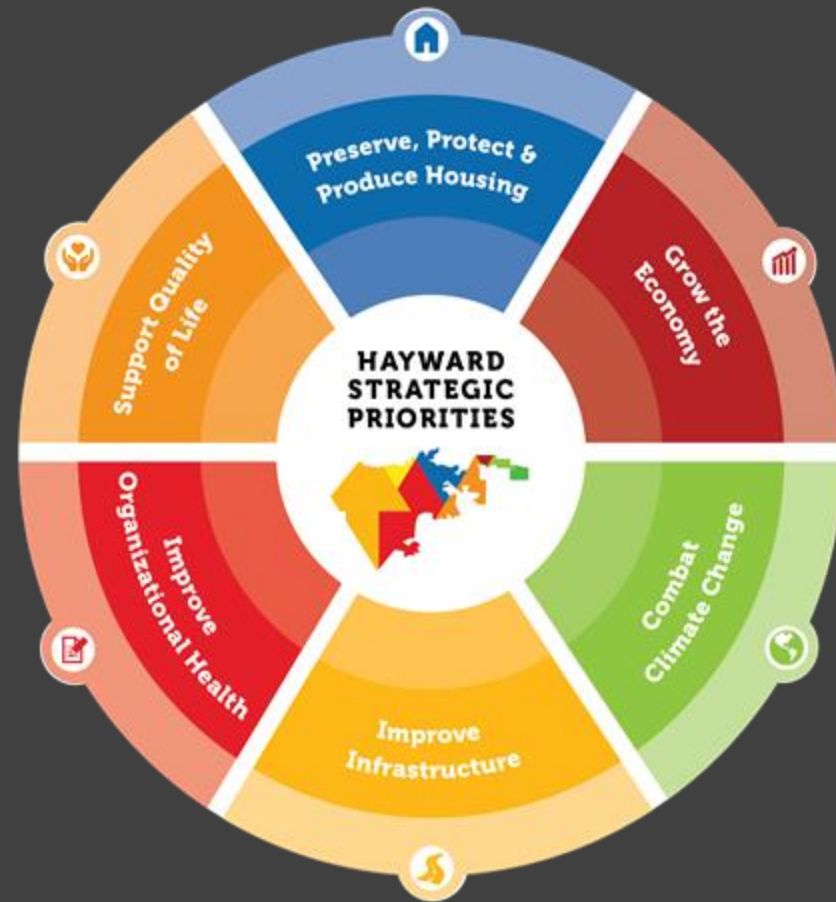 Preserve, Protect &
Produce Housing
Grow the
Economy
Combat
Climate Change
Improve
Infrastructure
Improve
Organizational Health
Support Quality
of Life
HAYWARD
STRATEGIC
PRIORITIES